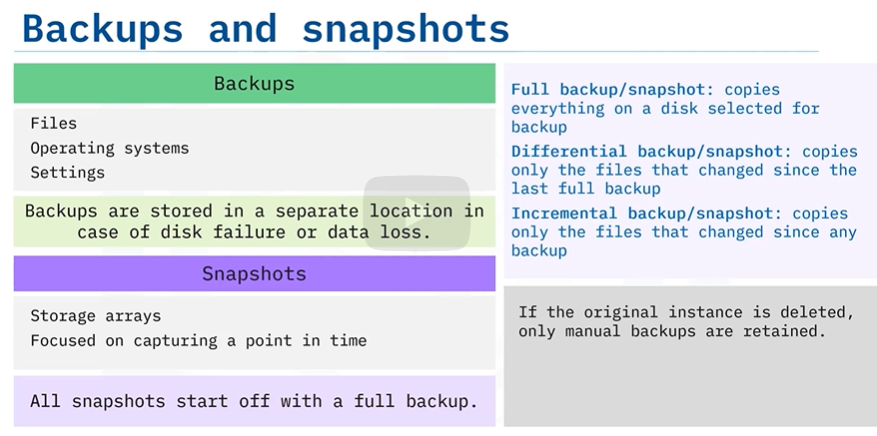 Backups and snapshots
Backups
Files
Operating systems
Settings
Backups are stored in a separate location in
case of disk failure or data loss.
Snapshots
Storage arrays
Focused on capturing a point in time
All snapshots start off with a full backup.
Full backup/snapshot: copies
everything on a disk selected for
backup
Differential backup/snapshot: copies
only the files that changed since the
last full backup
Incremental backup/snapshot: copies
only the files that changed since any
backup
If the original instance is deleted,
only manual backups are retained.